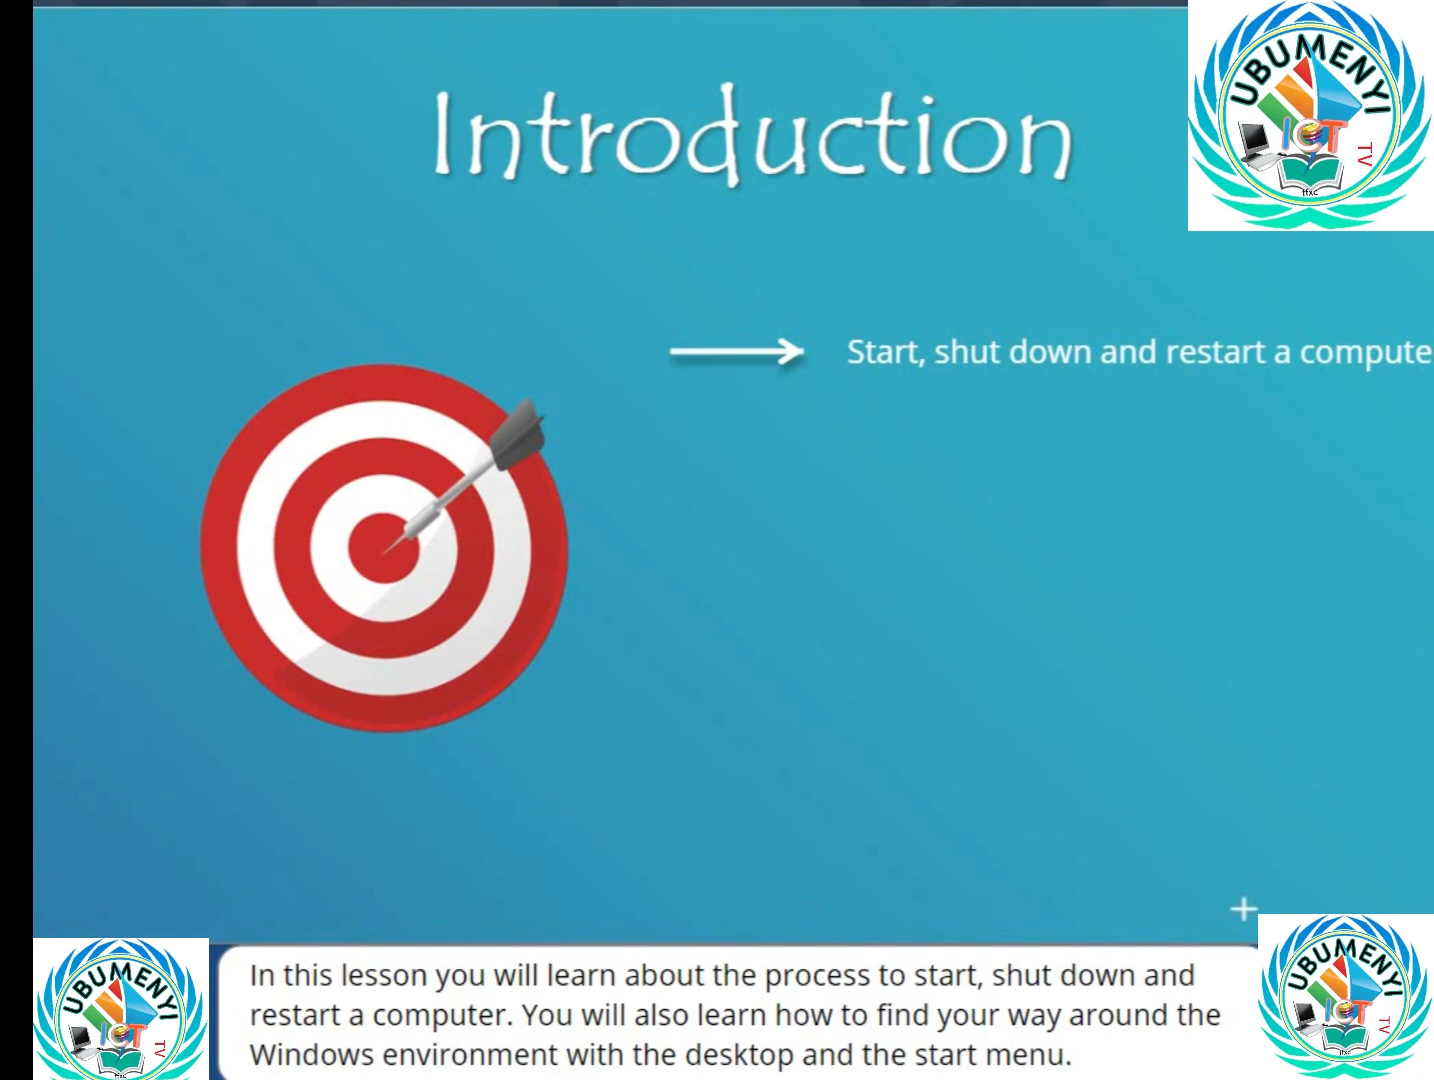 Introduction
UBUMENYI
ICT
TV
Start, shut down and restart a compute
In this lesson you will learn about the process to start, shut down and
restart a computer. You will also learn how to find your way around the
Windows environment with the desktop and the start menu.
UBUMENYI
ICT
TV
UBUMENYI
ICT
TV